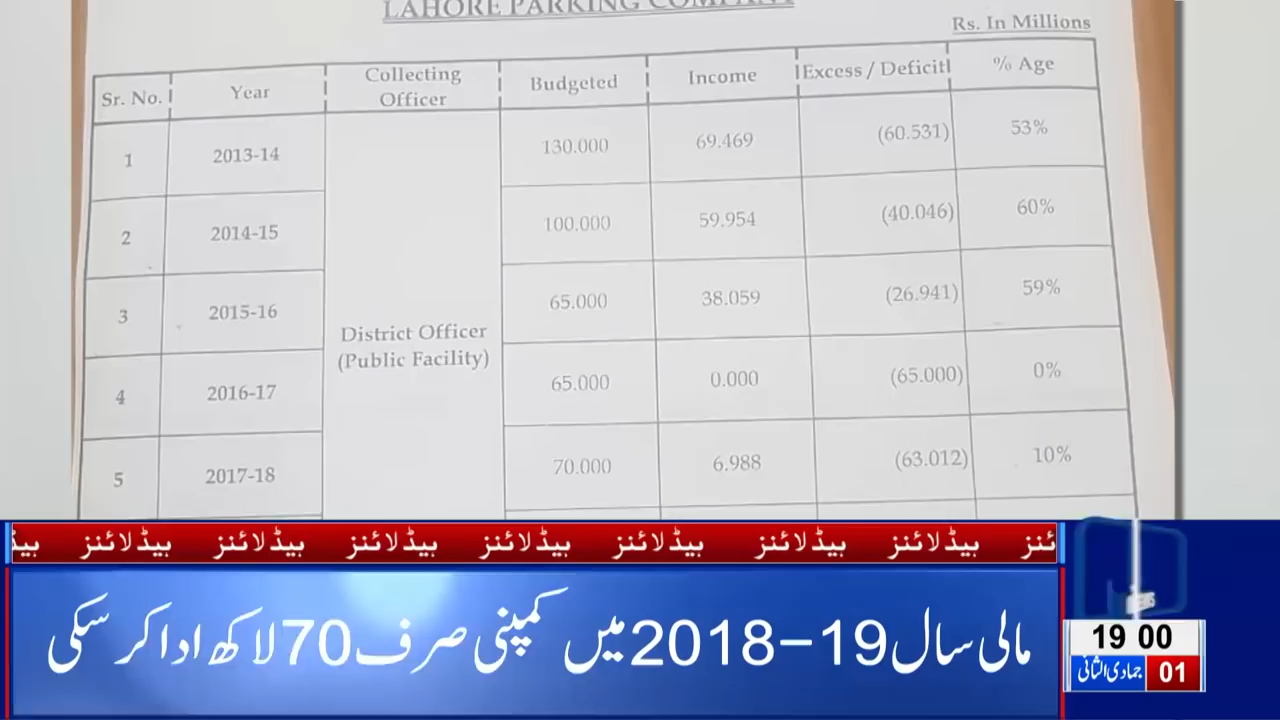 LAHORE PARKING COMPANY
Rs. In Millions
Sr. No. Year Collecting Officer Budgeted Income Excess / Deficit % Age
1 2013-14 130.000 69.469 (60.531) 53%
2 2014-15 100.000 59.954 (40.046) 60%
3 2015-16 65.000 38.059 (26.941) 59%
District Officer
(Public Facility)
4 2016-17 65.000 0.000 (65.000) 0%
5 2017-18 70.000 6.988 (63.012) 10%
ہیڈلائنز ہیڈلائنز ہیڈلائنز ہیڈلائنز ہیڈلائنز ہیڈلائنز ہیڈلائنز
مالی سال 19–2018 میں کمپنی صرف 70 لاکھ ادا کر سکی
19 00
01 جمادی الثانی